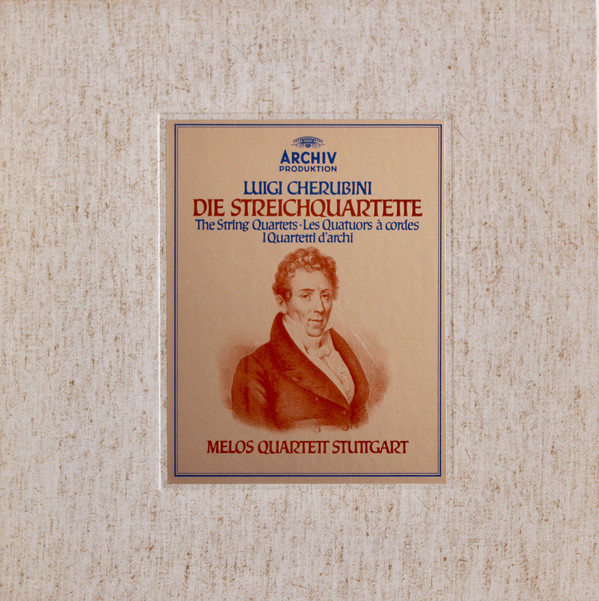 ARCHIV
PRODUKTION
LUIGI CHERUBINI
DIE STREICHQUARTETTE
The String Quartets · Les Quatuors à cordes
I Quartetti d'archi
MELOS QUARTETT STUTTGART